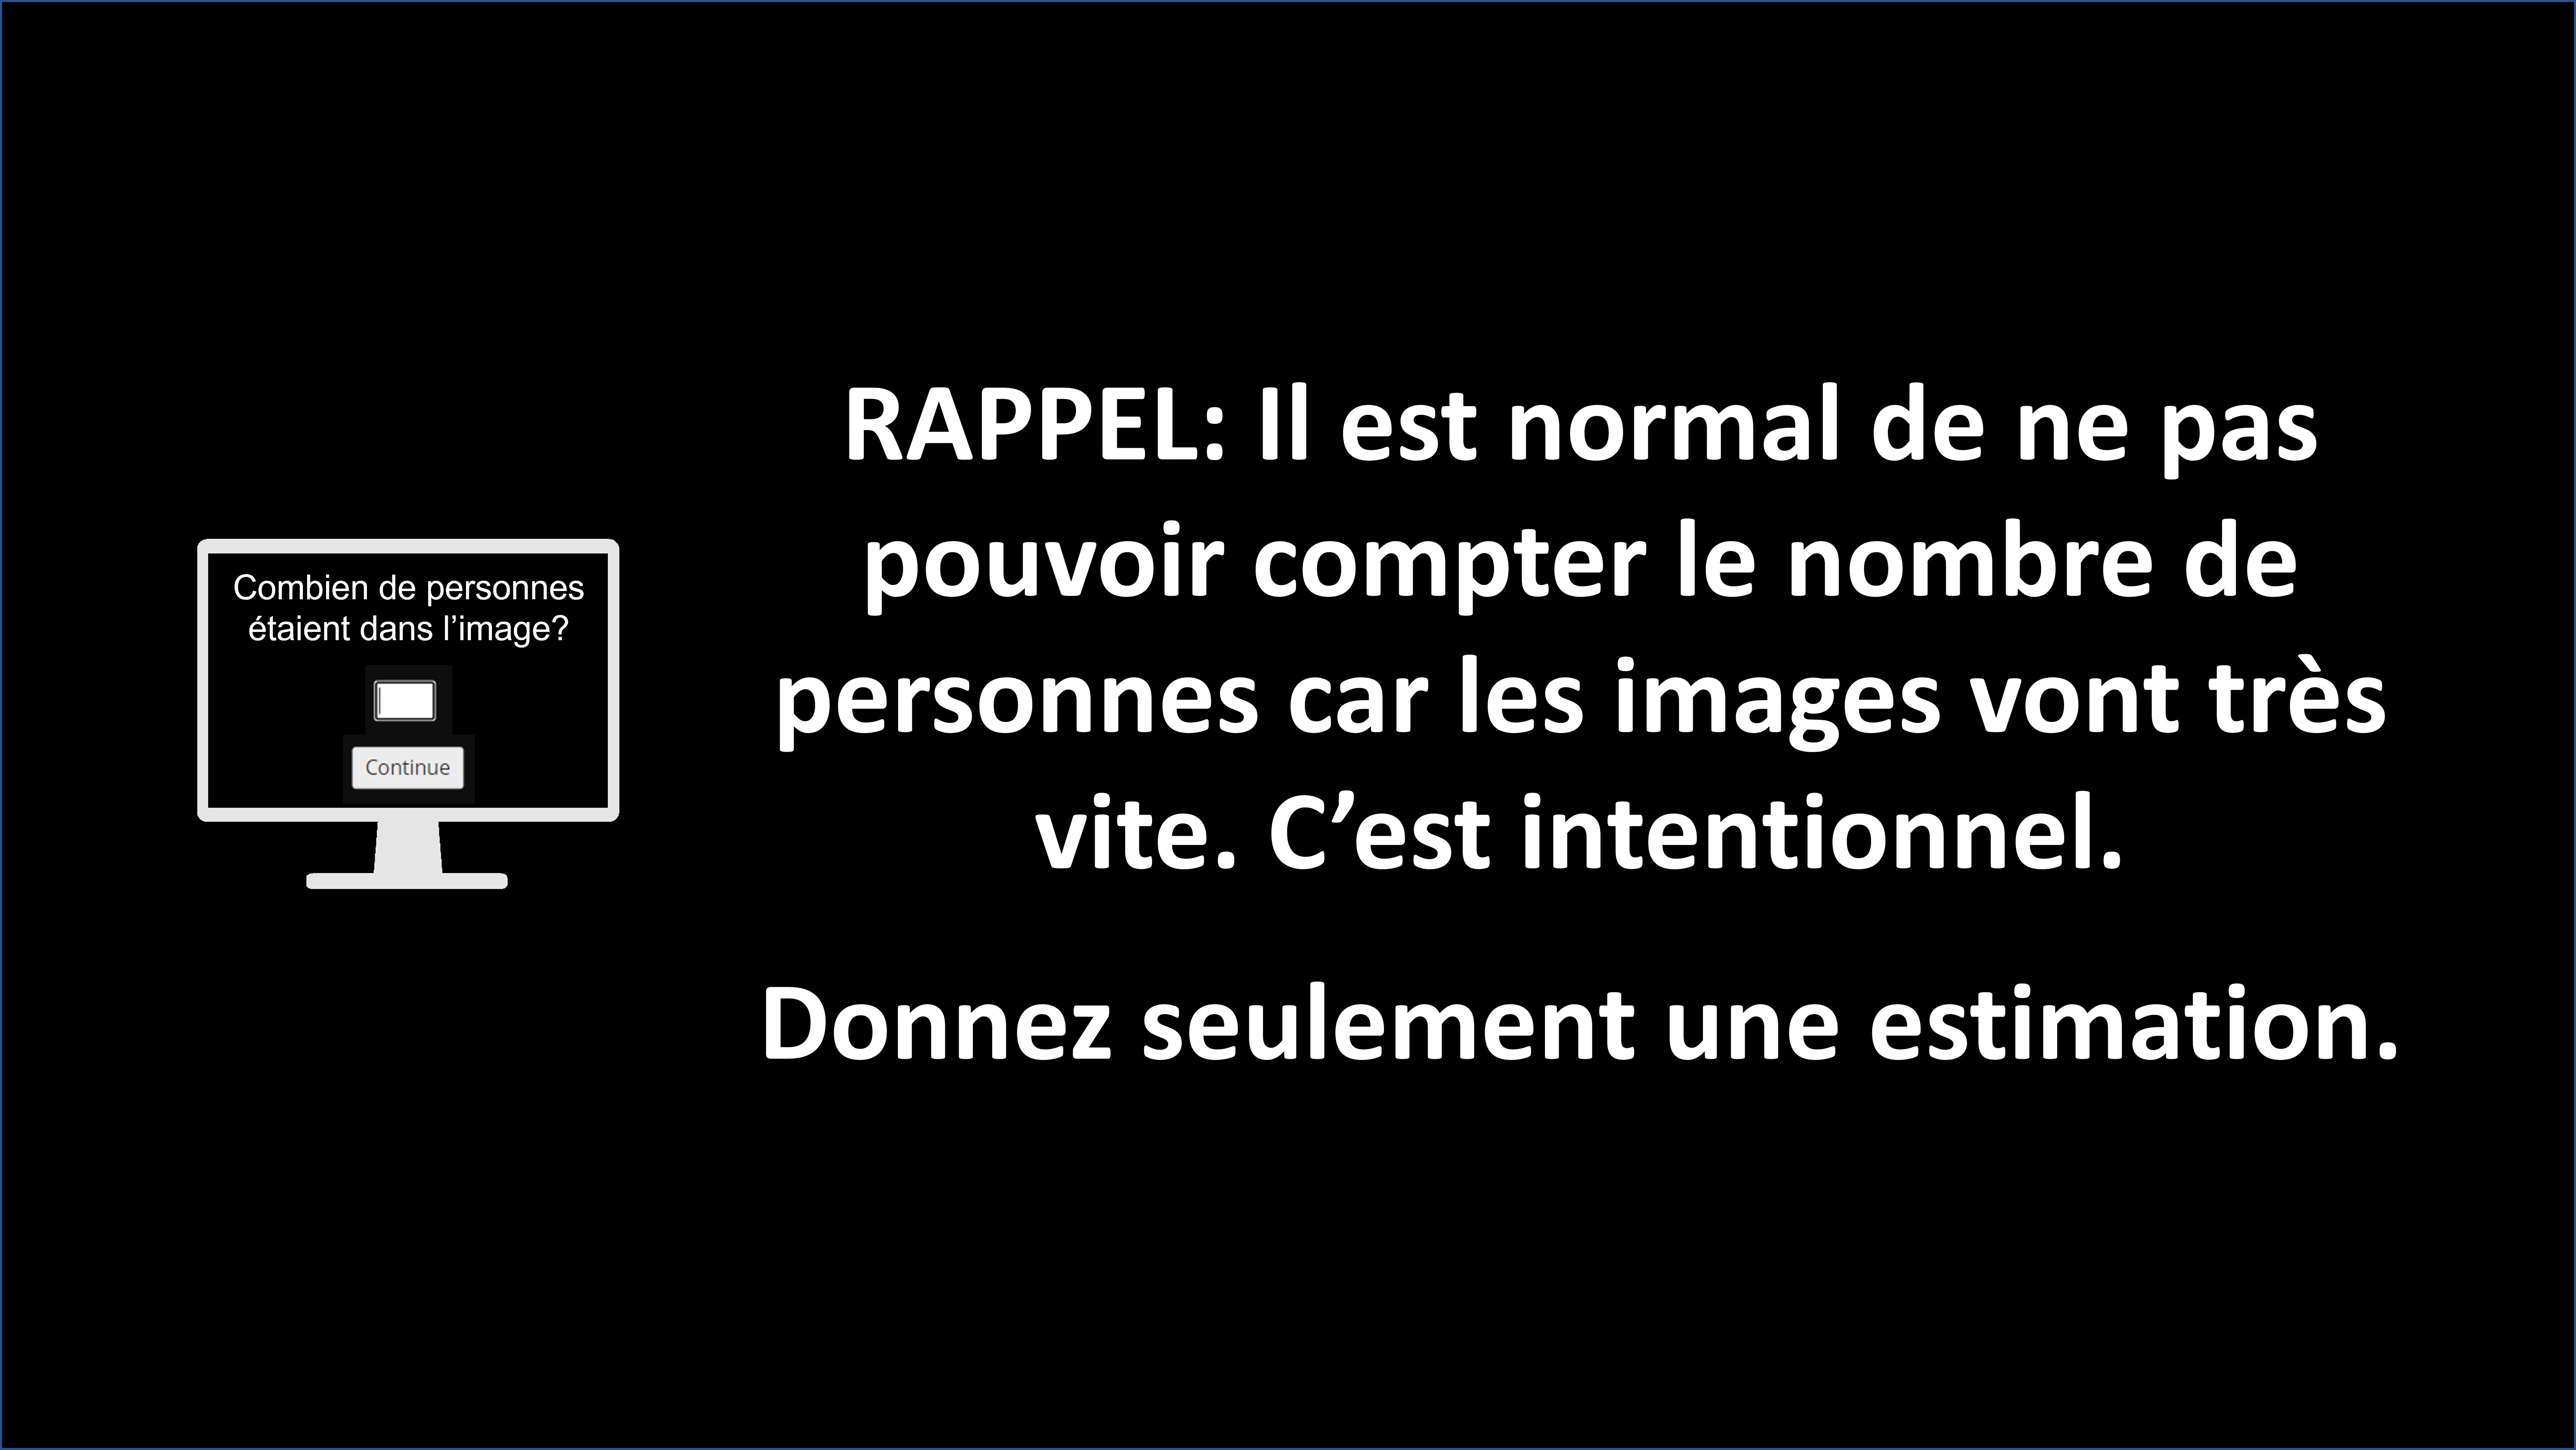 Combien de personnes
étaient dans l’image?
Continue
RAPPEL: Il est normal de ne pas
pouvoir compter le nombre de
personnes car les images vont très
vite. C’est intentionnel.
Donnez seulement une estimation.